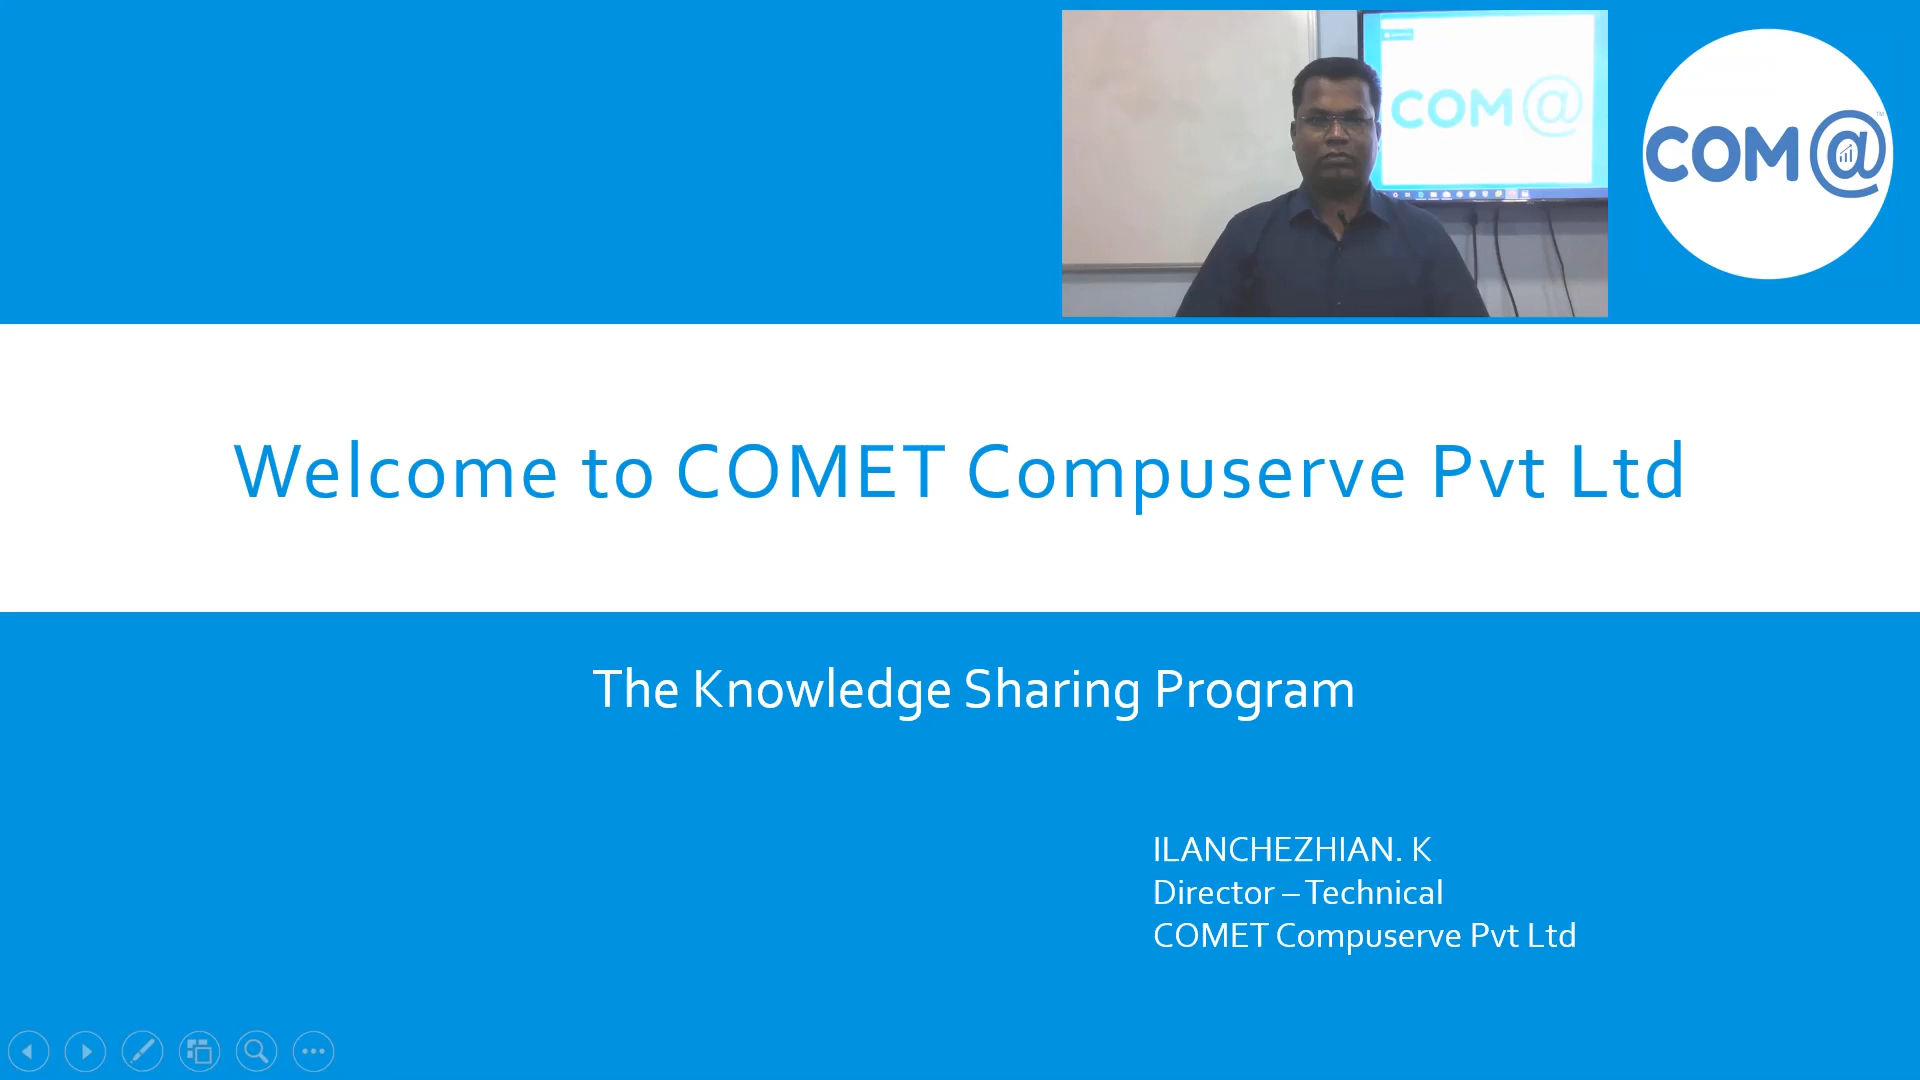 COM@
COM@™
Welcome to COMET Compuserve Pvt Ltd
The Knowledge Sharing Program
ILANCHEZHIAN. K
Director – Technical
COMET Compuserve Pvt Ltd